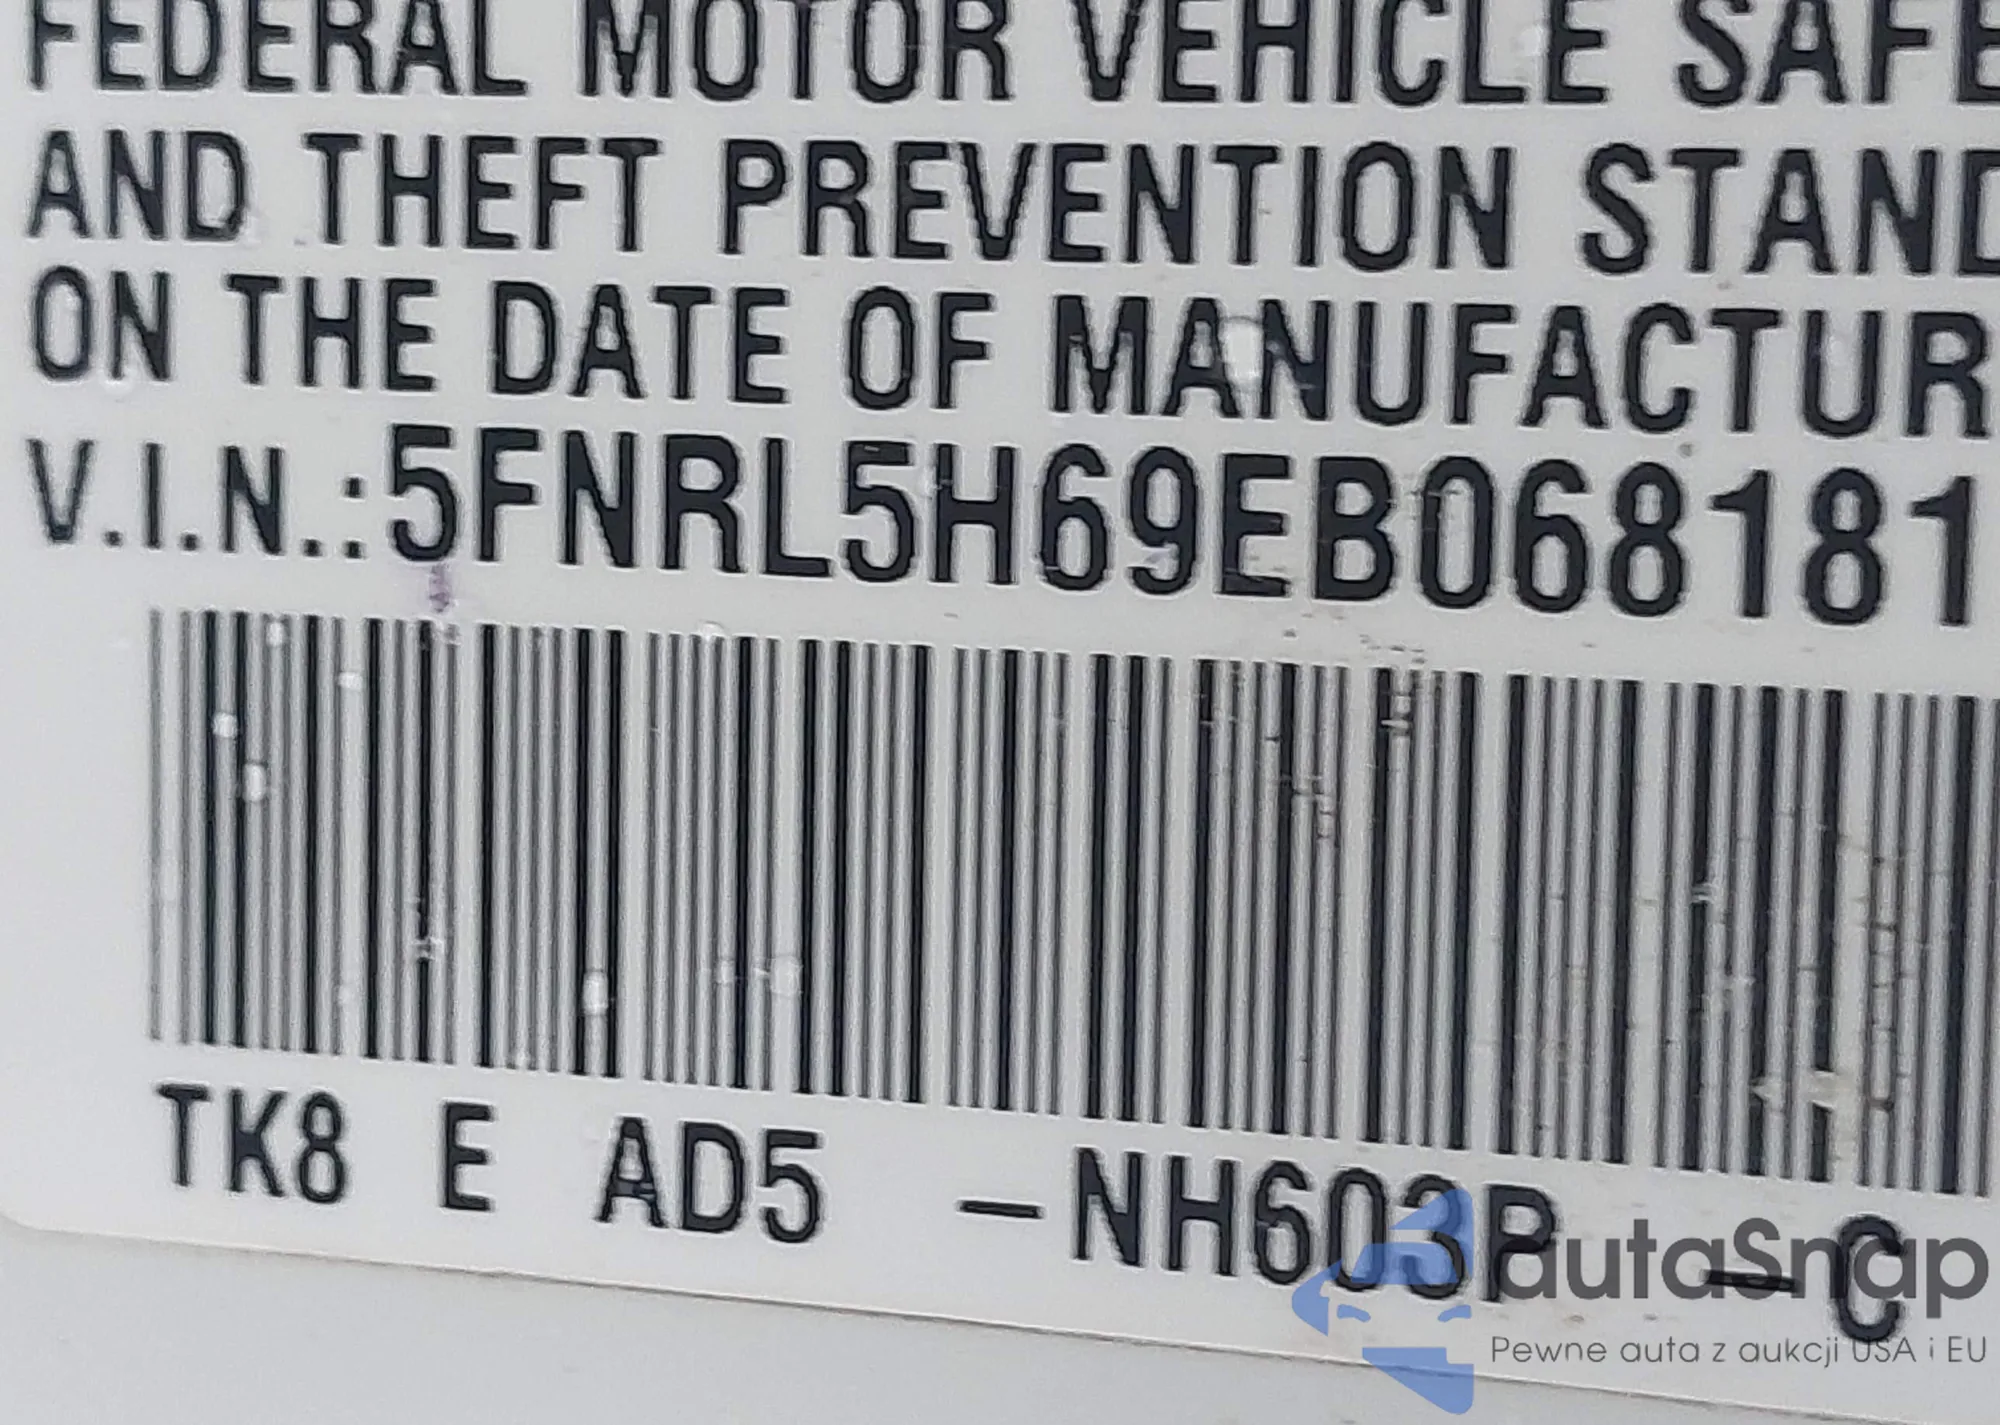 FEDERAL MOTOR VEHICLE SAFE
AND THEFT PREVENTION STAND
ON THE DATE OF MANUFACTUR
V.I.N.:5FNRL5H69EB068181
TK8 E AD5 –NH603P –C
autaSnap
Pewne auta z aukcji USA i EU